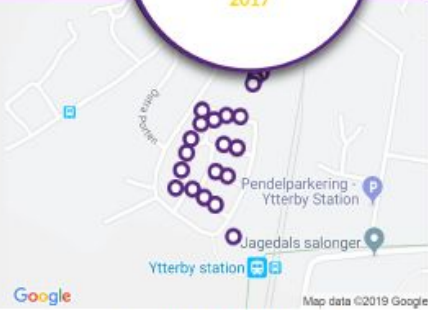 2017
Östra Porten
Pendelparkering -
Ytterby Station
P
Jagedals salonger
Ytterby station
Google
Map data ©2019 Google